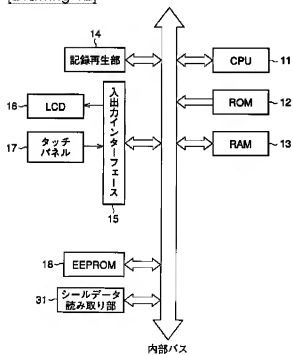 14
記録再生部
CPU
11
16
LCD
入出力インターフェース
ROM
12
17
タッチ
パネル
RAM
13
15
18
EEPROM
31
シールデータ
読み取り部
内部バス